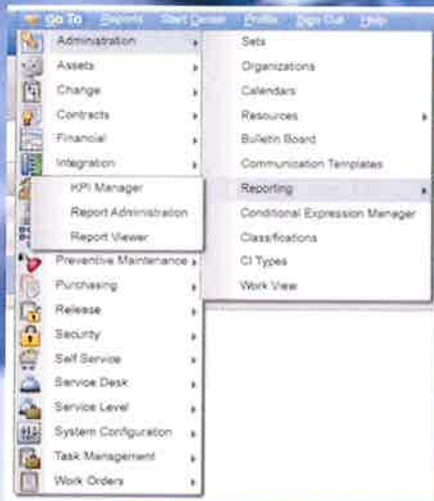 Go To Reports Start Center Profile Sign Out Help
Administration
Assets
Change
Contracts
Financial
Integration
KPI Manager
Report Administration
Report Viewer
Preventive Maintenance
Purchasing
Release
Security
Self Service
Service Desk
Service Level
System Configuration
Task Management
Work Orders
Sets
Organizations
Calendars
Resources
Bulletin Board
Communication Templates
Reporting
Conditional Expression Manager
Classifications
CI Types
Work View